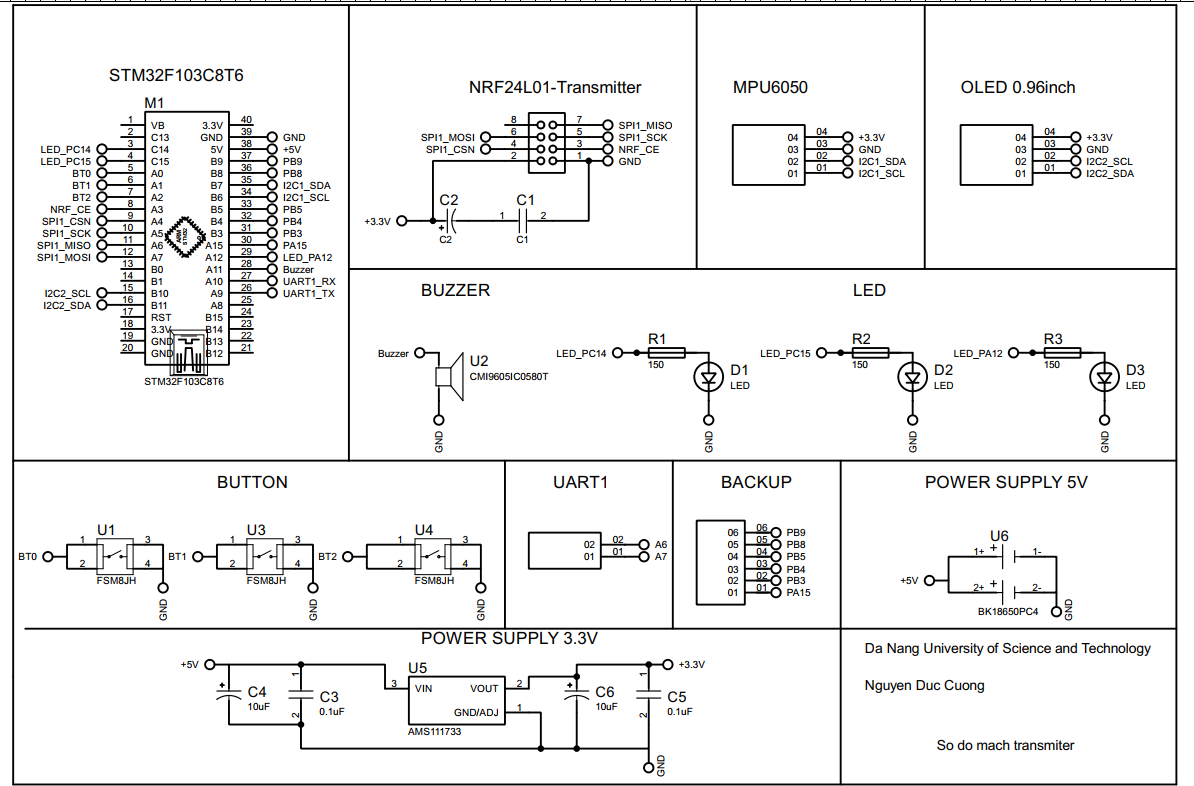 STM32F103C8T6
M1
1 VB 3.3V 40
2 C13 GND 39 GND
LED_PC14 3 C14 5V 38 +5V
LED_PC15 4 C15 B9 37 PB9
BT0 5 A0 B8 36 PB8
BT1 6 A1 B7 35 I2C1_SDA
BT2 7 A2 B6 34 I2C1_SCL
NRF_CE 8 A3 B5 33 PB5
SPI1_CSN 9 A4 B4 32 PB4
SPI1_SCK 10 A5 B3 31 PB3
SPI1_MISO 11 A6 A15 30 PA15
SPI1_MOSI 12 A7 A12 29 LED_PA12
13 B0 A11 28 Buzzer
14 B1 A10 27 UART1_RX
I2C2_SCL 15 B10 A9 26 UART1_TX
I2C2_SDA 16 B11 A8 25
17 RST B15 24
18 3.3V B14 23
19 GND B13 22
20 GND B12 21
ARM
STM32
STM32F103C8T6
NRF24L01-Transmitter
8 7 SPI1_MISO
SPI1_MOSI 6 5 SPI1_SCK
SPI1_CSN 4 3 NRF_CE
2 1 GND
C2 C1
+3.3V + 1 2
C2 C1
MPU6050
04 04 +3.3V
03 03 GND
02 02 I2C1_SDA
01 01 I2C1_SCL
OLED 0.96inch
04 04 +3.3V
03 03 GND
02 02 I2C2_SCL
01 01 I2C2_SDA
BUZZER
Buzzer
U2
CMI9605IC0580T
GND
LED
LED_PC14 R1
150
D1
LED
GND
LED_PC15 R2
150
D2
LED
GND
LED_PA12 R3
150
D3
LED
GND
BUTTON
U1
BT0 1 3
2 4
FSM8JH
GND
U3
BT1 1 3
2 4
FSM8JH
GND
U4
BT2 1 3
2 4
FSM8JH
GND
UART1
02 02 A6
01 01 A7
BACKUP
06 06 PB9
05 05 PB8
04 04 PB5
03 03 PB4
02 02 PB3
01 01 PA15
POWER SUPPLY 5V
U6
1+ + 1-
+5V
2+ + 2-
BK18650PC4
GND
POWER SUPPLY 3.3V
+5V
+ C4
10uF
1 C3 2
0.1uF
U5
3 VIN VOUT 2
GND/ADJ 1
AMS111733
+ C6
10uF
+3.3V
1 C5 2
0.1uF
GND
Da Nang University of Science and Technology
Nguyen Duc Cuong
So do mach transmiter